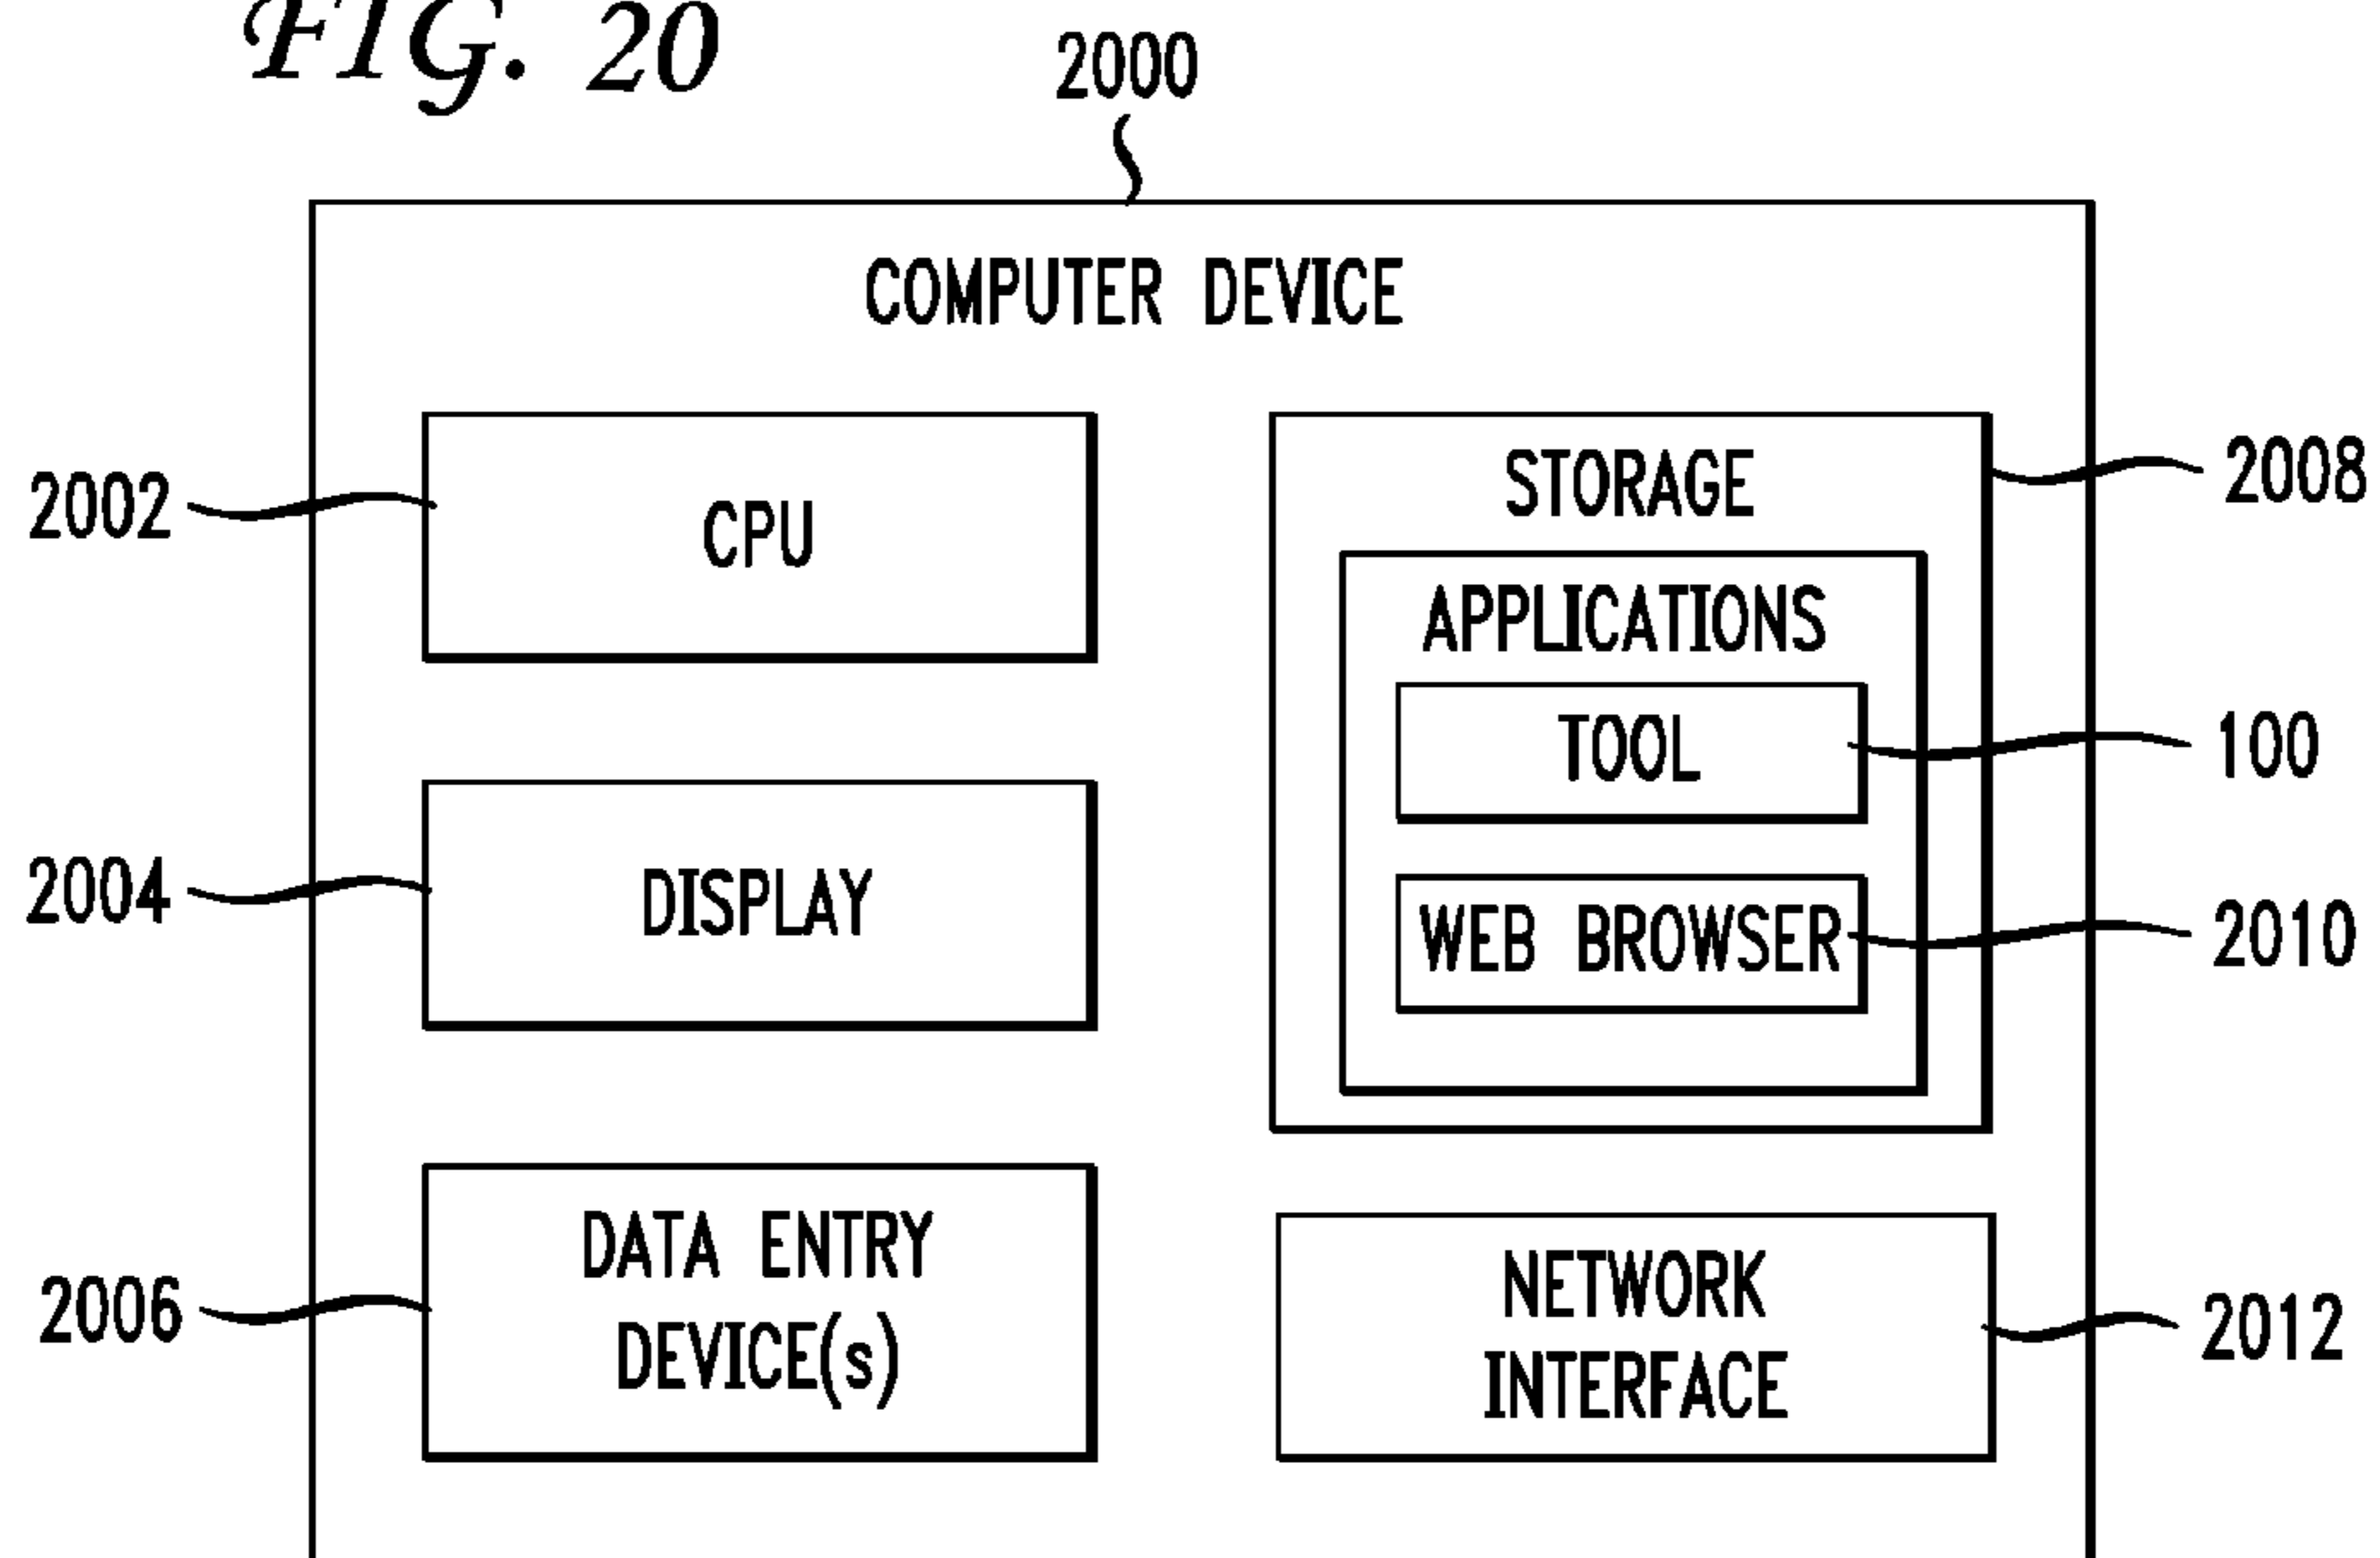 FIG. 20
2000
COMPUTER DEVICE
2002
CPU
2004
DISPLAY
2006
DATA ENTRY
DEVICE(s)
STORAGE
2008
APPLICATIONS
TOOL
100
WEB BROWSER
2010
NETWORK
INTERFACE
2012